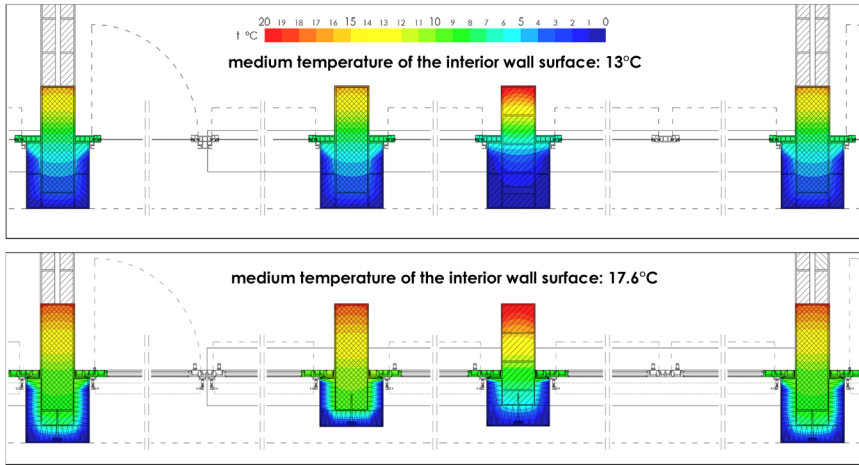 20 19 18 17 16 15 14 13 12 11 10 9 8 7 6 5 4 3 2 1 0
t °C
medium temperature of the interior wall surface: 13°C
medium temperature of the interior wall surface: 17.6°C